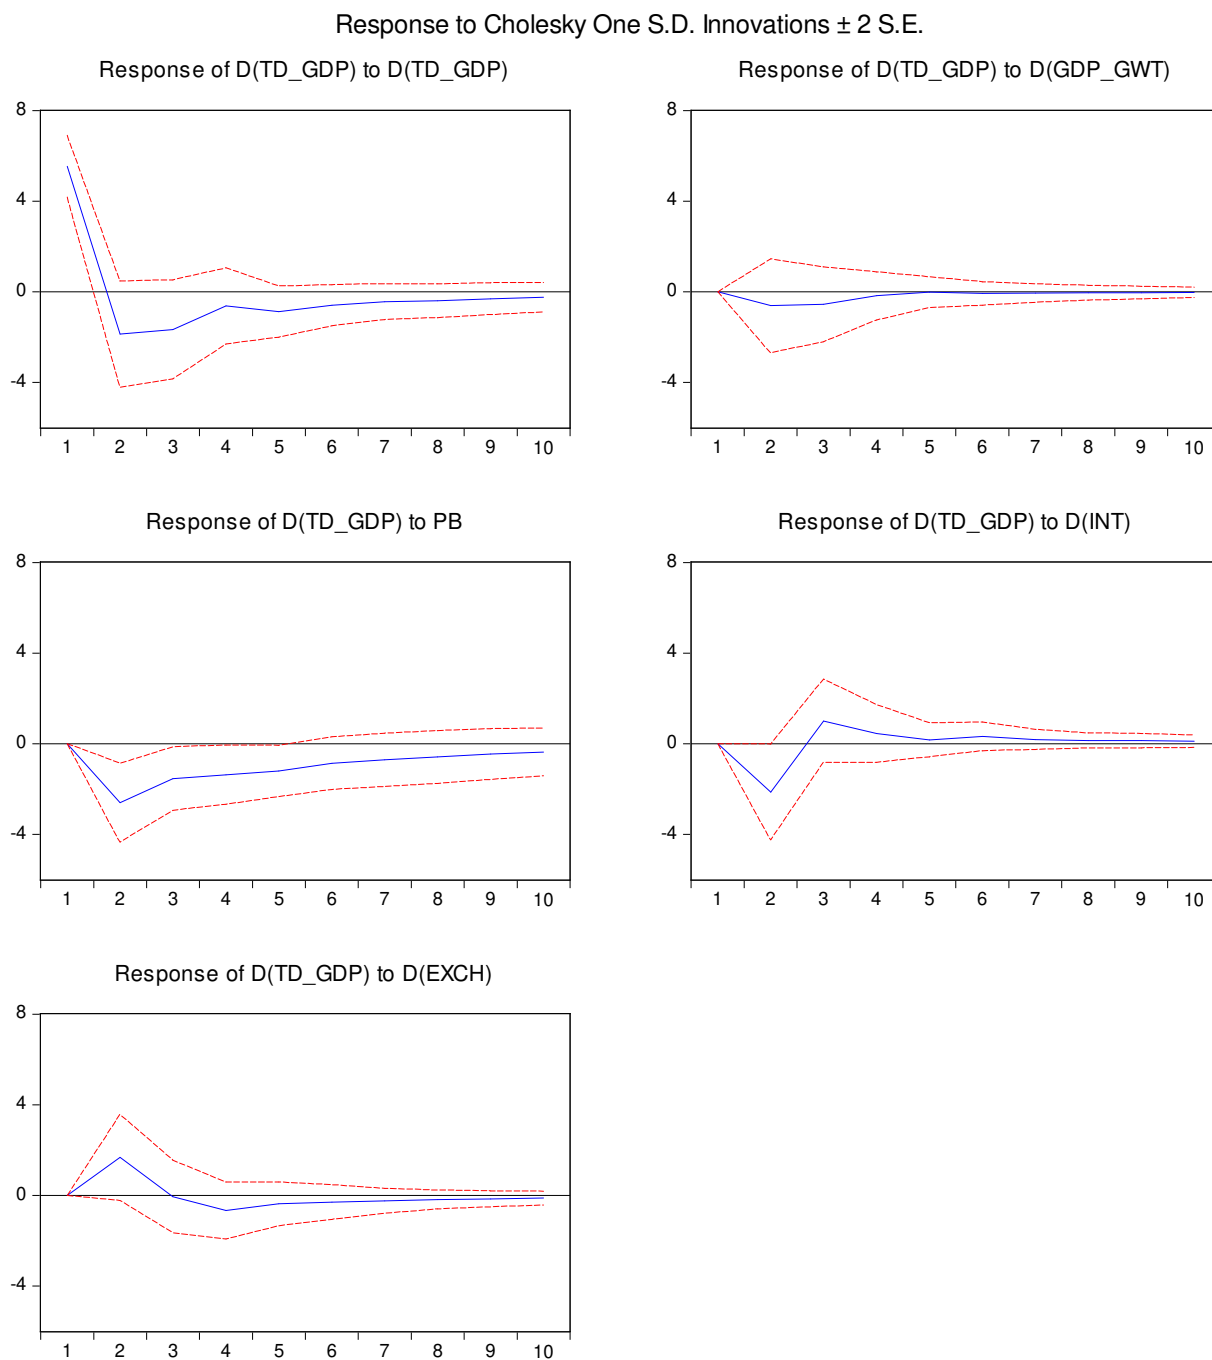 Response to Cholesky One S.D. Innovations ± 2 S.E.
Response of D(TD_GDP) to D(TD_GDP)
8
4
0
-4
1 2 3 4 5 6 7 8 9 10
Response of D(TD_GDP) to D(GDP_GWT)
8
4
0
-4
1 2 3 4 5 6 7 8 9 10
Response of D(TD_GDP) to PB
8
4
0
-4
1 2 3 4 5 6 7 8 9 10
Response of D(TD_GDP) to D(INT)
8
4
0
-4
1 2 3 4 5 6 7 8 9 10
Response of D(TD_GDP) to D(EXCH)
8
4
0
-4
1 2 3 4 5 6 7 8 9 10